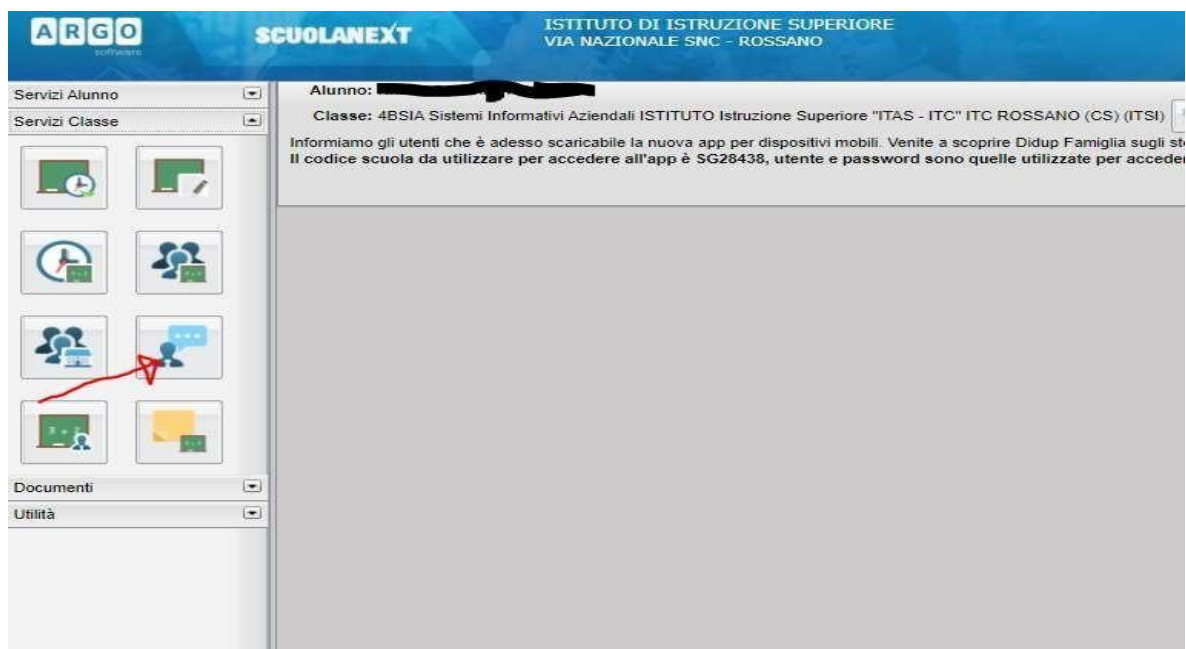 ARGO
software
SCUOLANEXT
ISTITUTO DI ISTRUZIONE SUPERIORE
VIA NAZIONALE SNC - ROSSANO
Servizi Alunno
Servizi Classe
Documenti
Utilità
Alunno:
Classe: 4BSIA Sistemi Informativi Aziendali ISTITUTO Istruzione Superiore "ITAS - ITC" ITC ROSSANO (CS) (ITSI)
Informiamo gli utenti che è adesso scaricabile la nuova app per dispositivi mobili. Venite a scoprire Didup Famiglia sugli
Il codice scuola da utilizzare per accedere all'app è SG28438, utente e password sono quelle utilizzate per